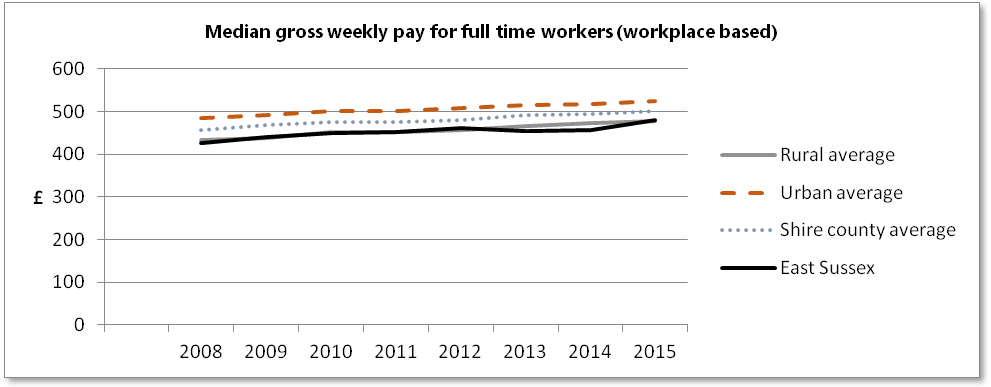 Median gross weekly pay for full time workers (workplace based)
600
500
400
£ 300
200
100
0
2008 2009 2010 2011 2012 2013 2014 2015
Rural average
Urban average
Shire county average
East Sussex